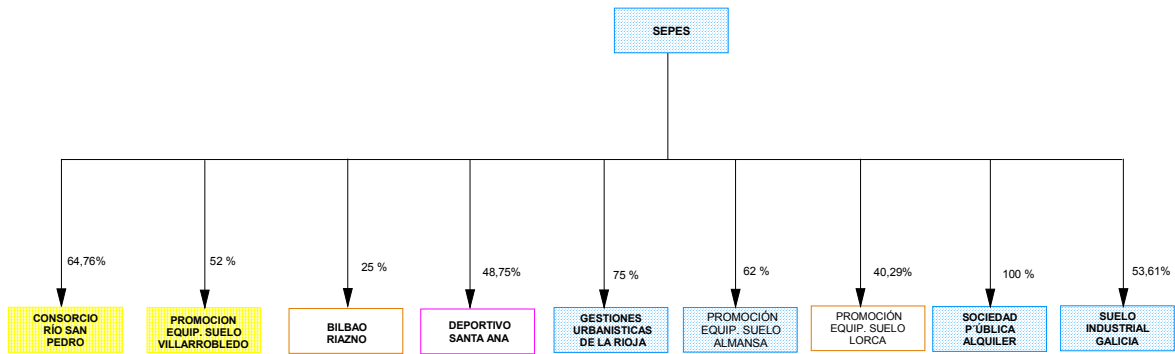 SEPES
64,76%
52 %
25 %
48,75%
75 %
62 %
40,29%
100 %
53,61%
CONSORCIO
RÍO SAN
PEDRO
PROMOCION
EQUIP. SUELO
VILLARROBLEDO
BILBAO
RIAZNO
DEPORTIVO
SANTA ANA
GESTIONES
URBANISTICAS
DE LA RIOJA
PROMOCIÓN
EQUIP. SUELO
ALMANSA
PROMOCIÓN
EQUIP. SUELO
LORCA
SOCIEDAD
P´ÚBLICA
ALQUILER
SUELO
INDUSTRIAL
GALICIA